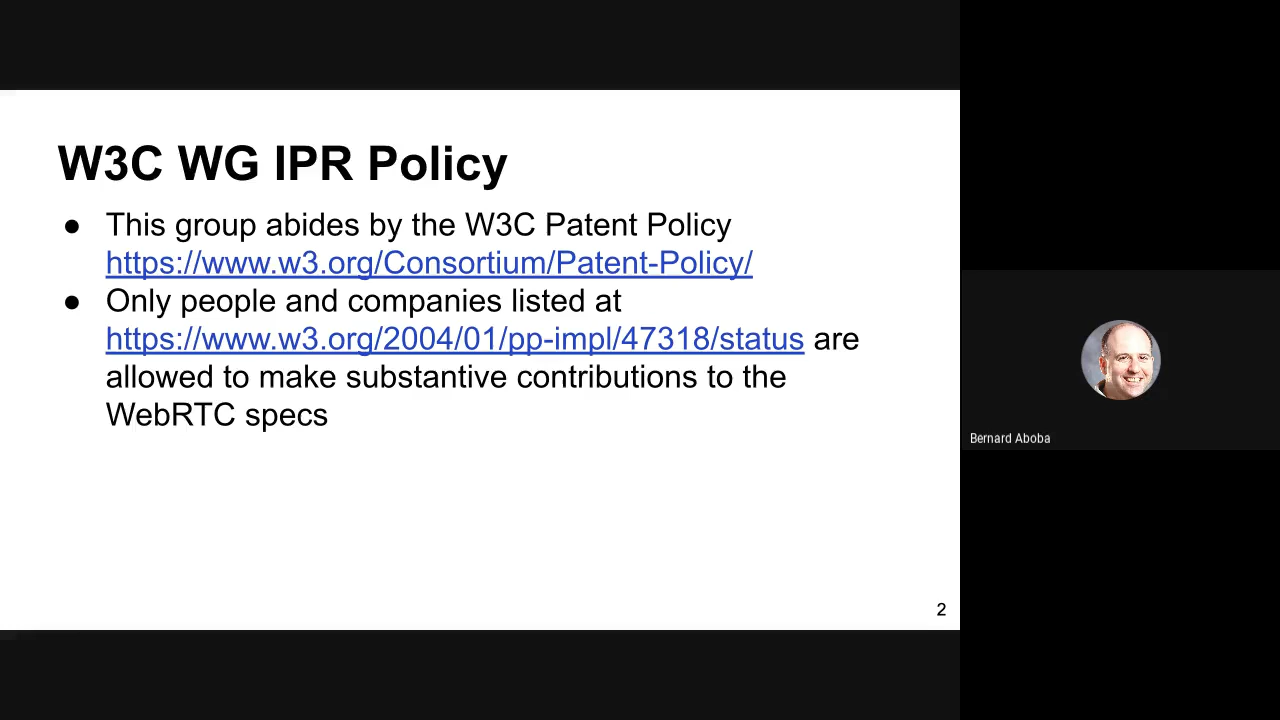 W3C WG IPR Policy
● This group abides by the W3C Patent Policy
https://www.w3.org/Consortium/Patent-Policy/
● Only people and companies listed at
https://www.w3.org/2004/01/pp-impl/47318/status are
allowed to make substantive contributions to the
WebRTC specs
2
Bernard Aboba